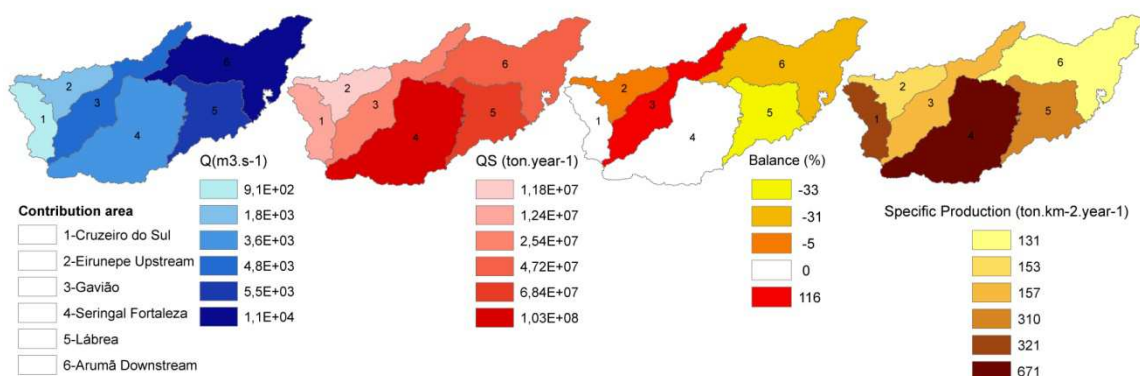 1
2
3
4
5
6
1
2
3
4
5
6
1
2
3
4
5
6
1
2
3
4
5
6
Contribution area
1-Cruzeiro do Sul
2-Eirunepe Upstream
3-Gavião
4-Seringal Fortaleza
5-Lábrea
6-Arumã Downstream
Q(m3.s-1)
9,1E+02
1,8E+03
3,6E+03
4,8E+03
5,5E+03
1,1E+04
QS (ton.year-1)
1,18E+07
1,24E+07
2,54E+07
4,72E+07
6,84E+07
1,03E+08
Balance (%)
-33
-31
-5
0
116
Specific Production (ton.km-2.year-1)
131
153
157
310
321
671